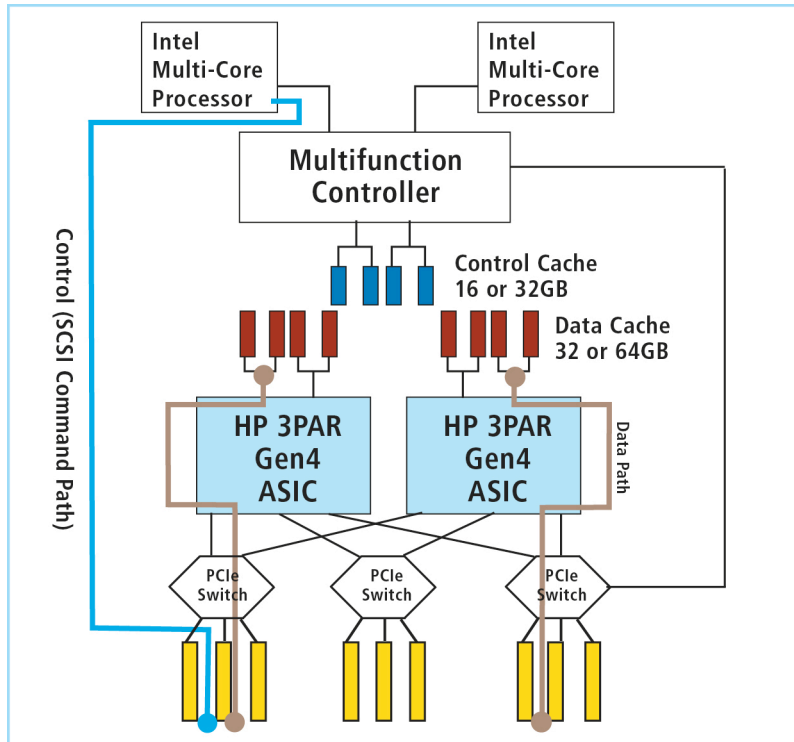 Intel
Multi-Core
Processor
Intel
Multi-Core
Processor
Multifunction
Controller
Control (SCSI Command Path)
Control Cache
16 or 32GB
Data Cache
32 or 64GB
HP 3PAR
Gen4
ASIC
HP 3PAR
Gen4
ASIC
Data Path
PCIe
Switch
PCIe
Switch
PCIe
Switch